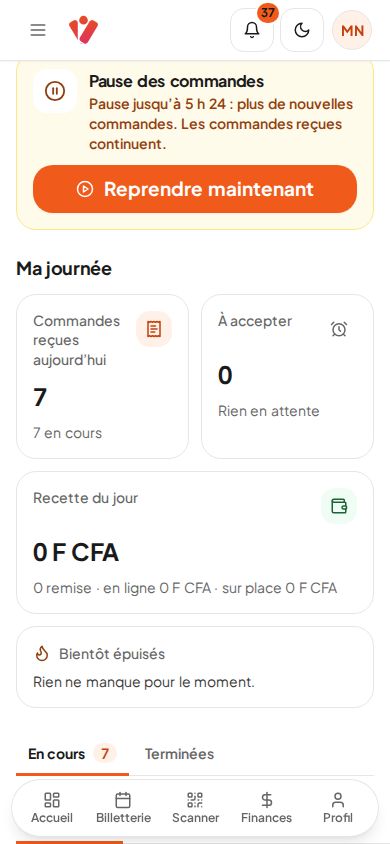 37
MN
Pause des commandes
Pause jusqu'à 5 h 24 : plus de nouvelles
commandes. Les commandes reçues
continuent.
Reprendre maintenant
Ma journée
Commandes
reçues
aujourd'hui
7
7 en cours
À accepter
0
Rien en attente
Recette du jour
0 F CFA
0 remise · en ligne 0 F CFA · sur place 0 F CFA
Bientôt épuisés
Rien ne manque pour le moment.
En cours 7 Terminées
Accueil Billetterie Scanner Finances Profil